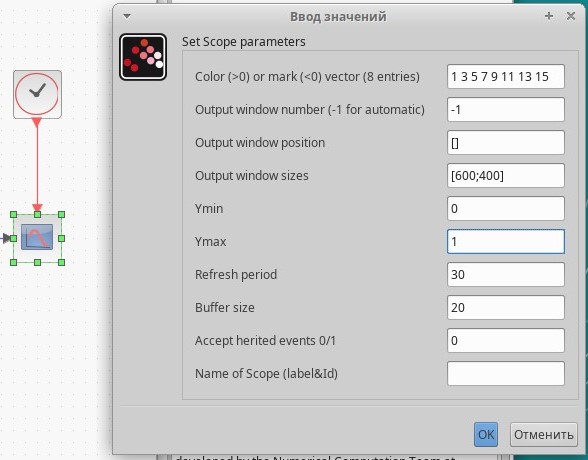 Ввод значений
Set Scope parameters
Color (>0) or mark (<0) vector (8 entries) 1 3 5 7 9 11 13 15
Output window number (-1 for automatic) -1
Output window position []
Output window sizes [600;400]
Ymin 0
Ymax 1
Refresh period 30
Buffer size 20
Accept herited events 0/1 0
Name of Scope (label&Id)
OK Отменить
developed by the Numerical Computation Team at